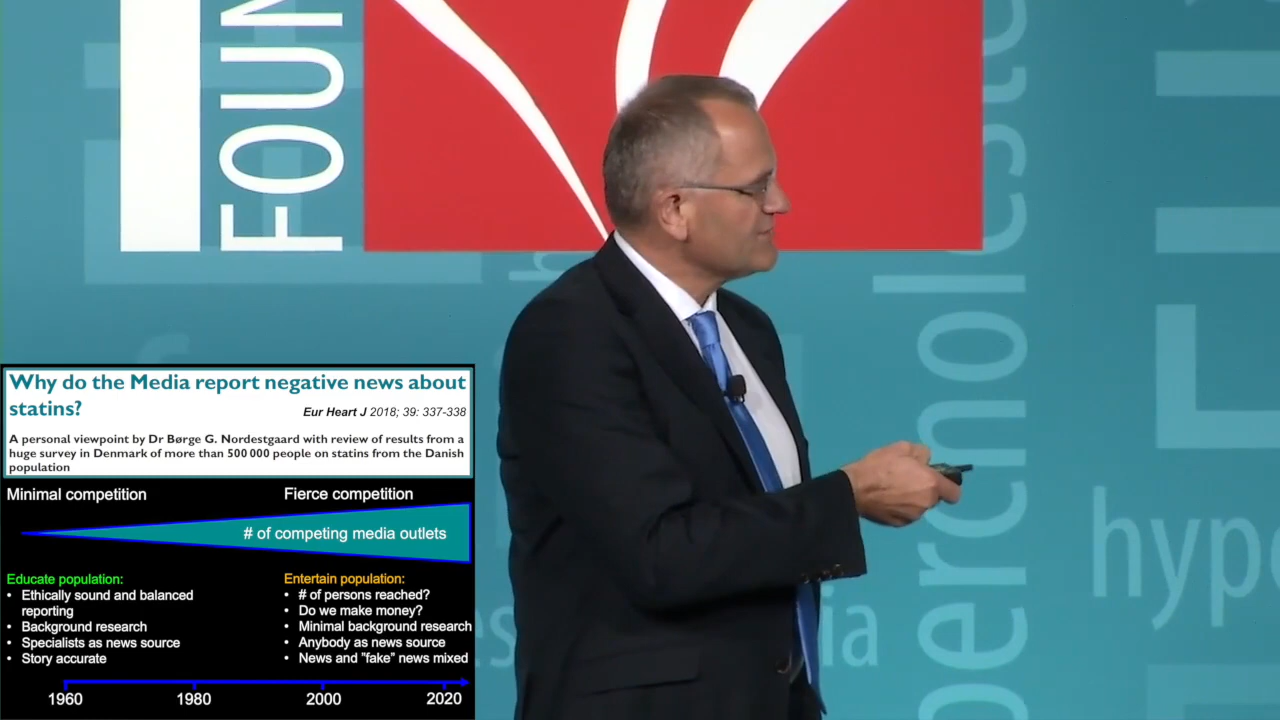 FOUN
percholeste
hype
ia
Why do the Media report negative news about
statins?
Eur Heart J 2018; 39: 337-338
A personal viewpoint by Dr Børge G. Nordestgaard with review of results from a
huge survey in Denmark of more than 500 000 people on statins from the Danish
population
Minimal competition
Fierce competition
# of competing media outlets
Educate population:
• Ethically sound and balanced
reporting
• Background research
• Specialists as news source
• Story accurate
Entertain population:
• # of persons reached?
• Do we make money?
• Minimal background research
• Anybody as news source
• News and ”fake” news mixed
1960
1980
2000
2020